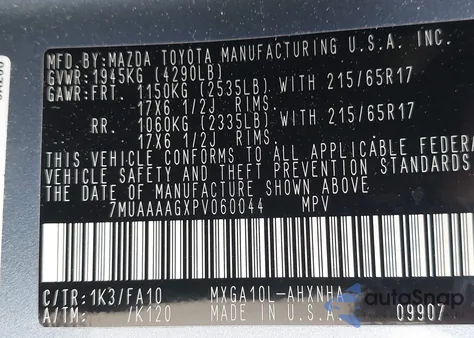 MFD.BY:MAZDA TOYOTA MANUFACTURING U.S.A. INC.
GVWR:1945KG (4290LB)
GAWR:FRT. 1150KG (2535LB) WITH 215/65R17
17X6 1/2J RIMS.
RR. 1060KG (2335LB) WITH 215/65R17
17X6 1/2J RIMS.
THIS VEHICLE CONFORMS TO ALL APPLICABLE FEDERA
VEHICLE SAFETY AND THEFT PREVENTION STANDARDS
THE DATE OF MANUFACTURE SHOWN ABOVE.
7MUAAAAGXPV060044 MPV
C/TR:1K3/FA10 MXGA10L-AHXNHA
A/TM: /K120 MADE IN U.S.A. 09907
autoSnap